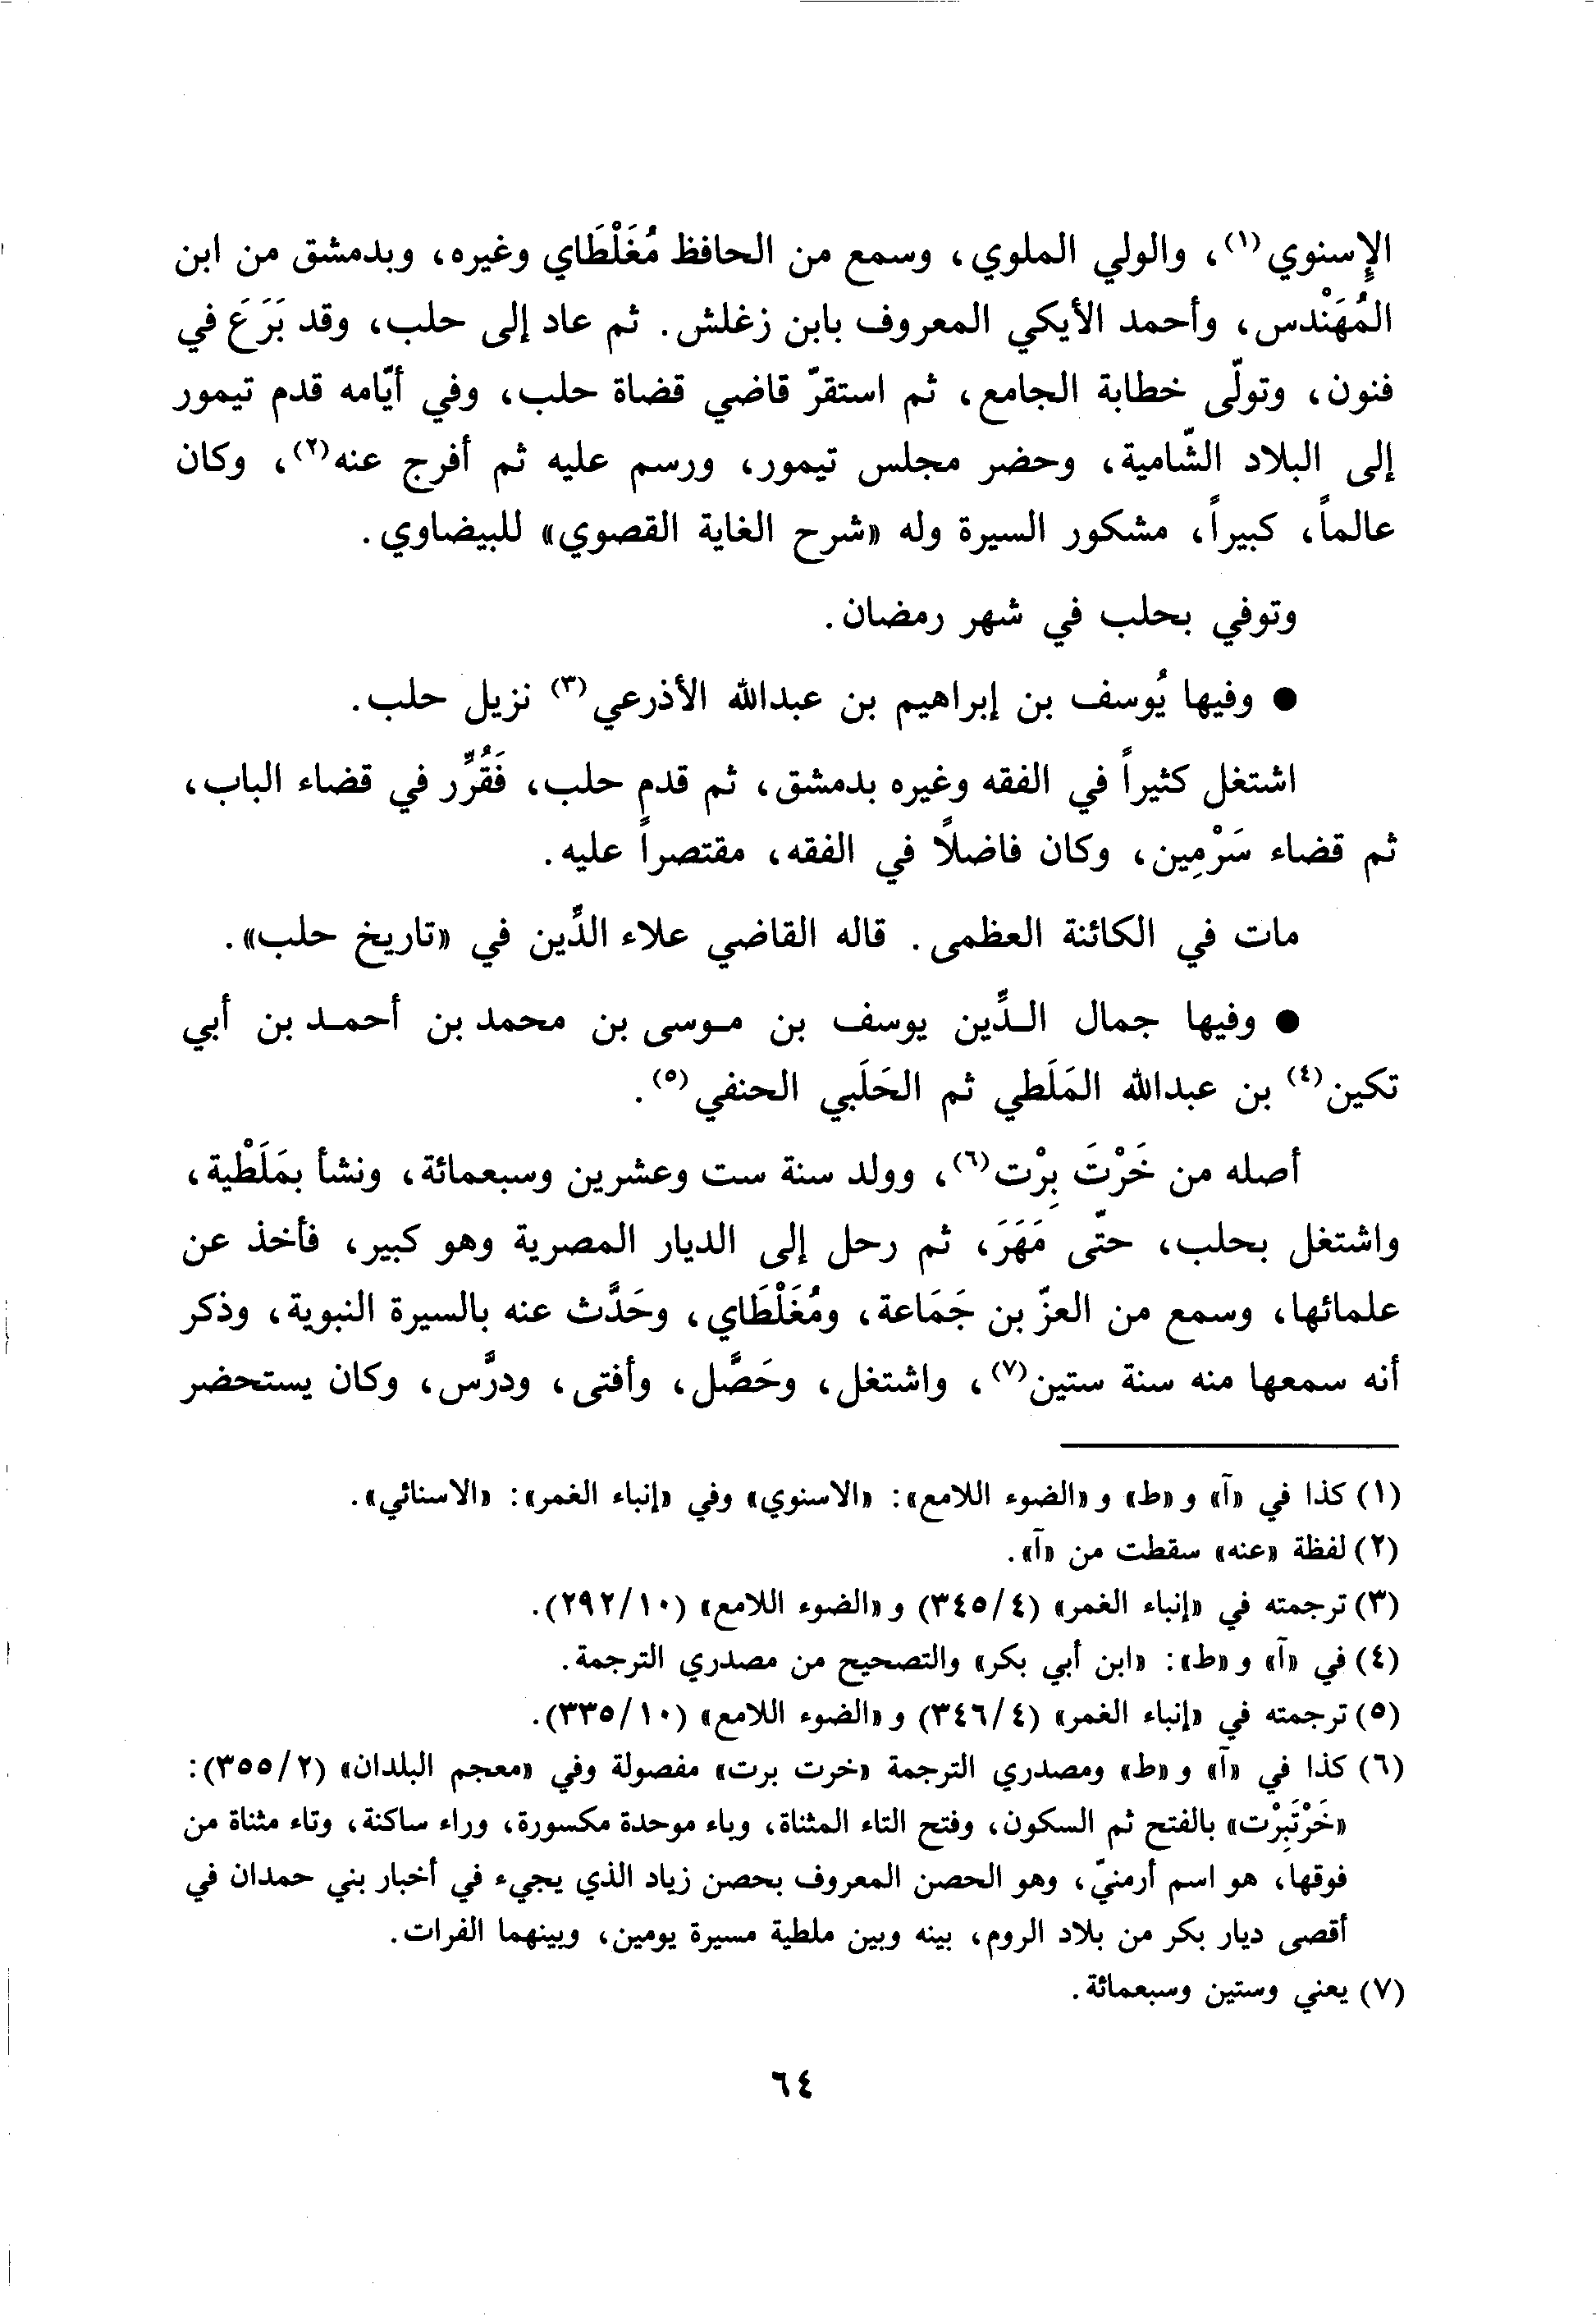 الإسنوي(١)، والولي الملوي، وسمع من الحافظ مُغَلْطَاي وغيره، وبدمشق من ابن
المُهَنْدس، وأحمد الأيكي المعروف بابن زغلش. ثم عاد إلى حلب، وقد بَرَعَ في
فنون، وتولّى خطابة الجامع، ثم استقرّ قاضي قضاة حلب، وفي أيّامه قدم تيمور
إلى البلاد الشّامية، وحضر مجلس تيمور، ورسم عليه ثم أفرج عنه(٢)، وكان
عالماً، كبيراً، مشكور السيرة وله «شرح الغاية القصوي» للبيضاوي.
وتوفي بحلب في شهر رمضان.
● وفيها يُوسف بن إبراهيم بن عبدالله الأذرعي(٣) نزيل حلب.
اشتغل كثيراً في الفقه وغيره بدمشق، ثم قدم حلب، فَقُرِّر في قضاء الباب،
ثم قضاء سَرْمِين، وكان فاضلاً في الفقه، مقتصراً عليه.
مات في الكائنة العظمى. قاله القاضي علاء الدِّين في «تاريخ حلب».
● وفيها جمال الـدِّين يوسف بن مـوسى بن محمد بن أحمـد بن أبي
تكين(٤) بن عبدالله المَلَطي ثم الحَلَبي الحنفي(٥).
أصله من خَرْتَ بِرْت(٦)، وولد سنة ست وعشرين وسبعمائة، ونشأ بمَلَطْية،
واشتغل بحلب، حتّى مَهَرَ، ثم رحل إلى الديار المصرية وهو كبير، فأخذ عن
علمائها، وسمع من العزّ بن جَمَاعة، ومُغَلْطَاي، وحَدَّث عنه بالسيرة النبوية، وذكر
أنه سمعها منه سنة ستين(٧)، واشتغل، وحَصَّل، وأفتى، ودرَّس، وكان يستحضر
(١) كذا في «آ» و «ط» و «الضوء اللامع»: «الاسنوي» وفي «إنباء الغمر»: «الاسنائي».
(٢) لفظة «عنه» سقطت من «آ».
(٣) ترجمته في «إنباء الغمر» (٣٤٥/٤) و «الضوء اللامع» (٢٩٢/١٠).
(٤) في «آ» و «ط»: «ابن أبي بكر» والتصحيح من مصدري الترجمة.
(٥) ترجمته في «إنباء الغمر» (٣٤٦/٤) و «الضوء اللامع» (٣٣٥/١٠).
(٦) كذا في «آ» و «ط» ومصدري الترجمة «خرت برت» مفصولة وفي «معجم البلدان» (٣٥٥/٢):
«خَرْتَبِرْت» بالفتح ثم السكون، وفتح التاء المثناة، وباء موحدة مكسورة، وراء ساكنة، وتاء مثناة من
فوقها، هو اسم أرمنيّ، وهو الحصن المعروف بحصن زياد الذي يجيء في أخبار بني حمدان في
أقصى ديار بكر من بلاد الروم، بينه وبين ملطية مسيرة يومين، وبينهما الفرات.
(٧) يعني وستين وسبعمائة.
٦٤